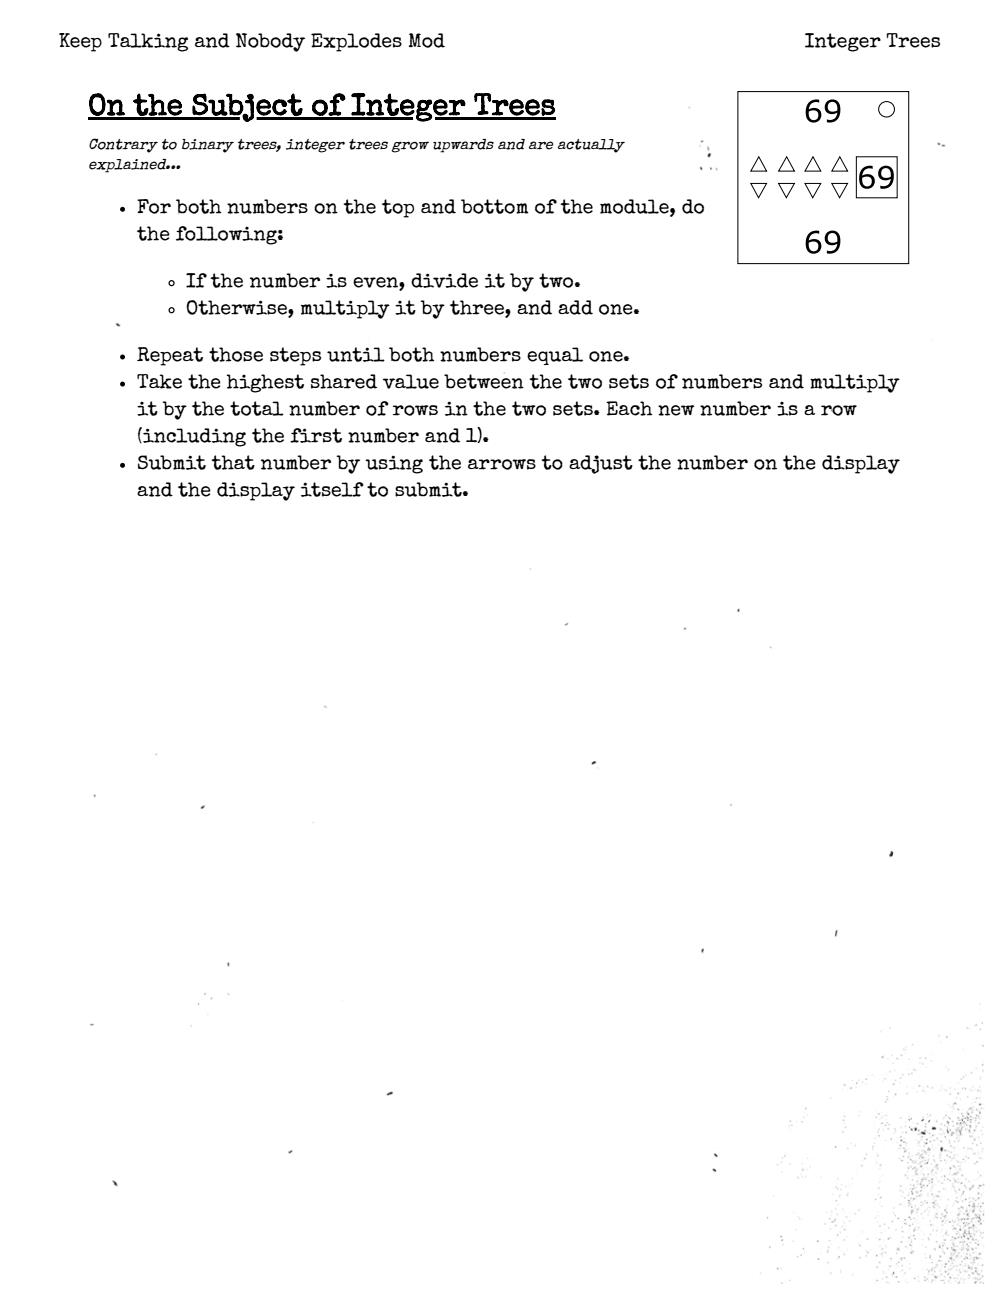 Keep Talking and Nobody Explodes Mod
Integer Trees
On the Subject of Integer Trees
Contrary to binary trees, integer trees grow upwards and are actually
explained...
69
69
69
• For both numbers on the top and bottom of the module, do
the following:
◦ If the number is even, divide it by two.
◦ Otherwise, multiply it by three, and add one.
• Repeat those steps until both numbers equal one.
• Take the highest shared value between the two sets of numbers and multiply
it by the total number of rows in the two sets. Each new number is a row
(including the first number and 1).
• Submit that number by using the arrows to adjust the number on the display
and the display itself to submit.